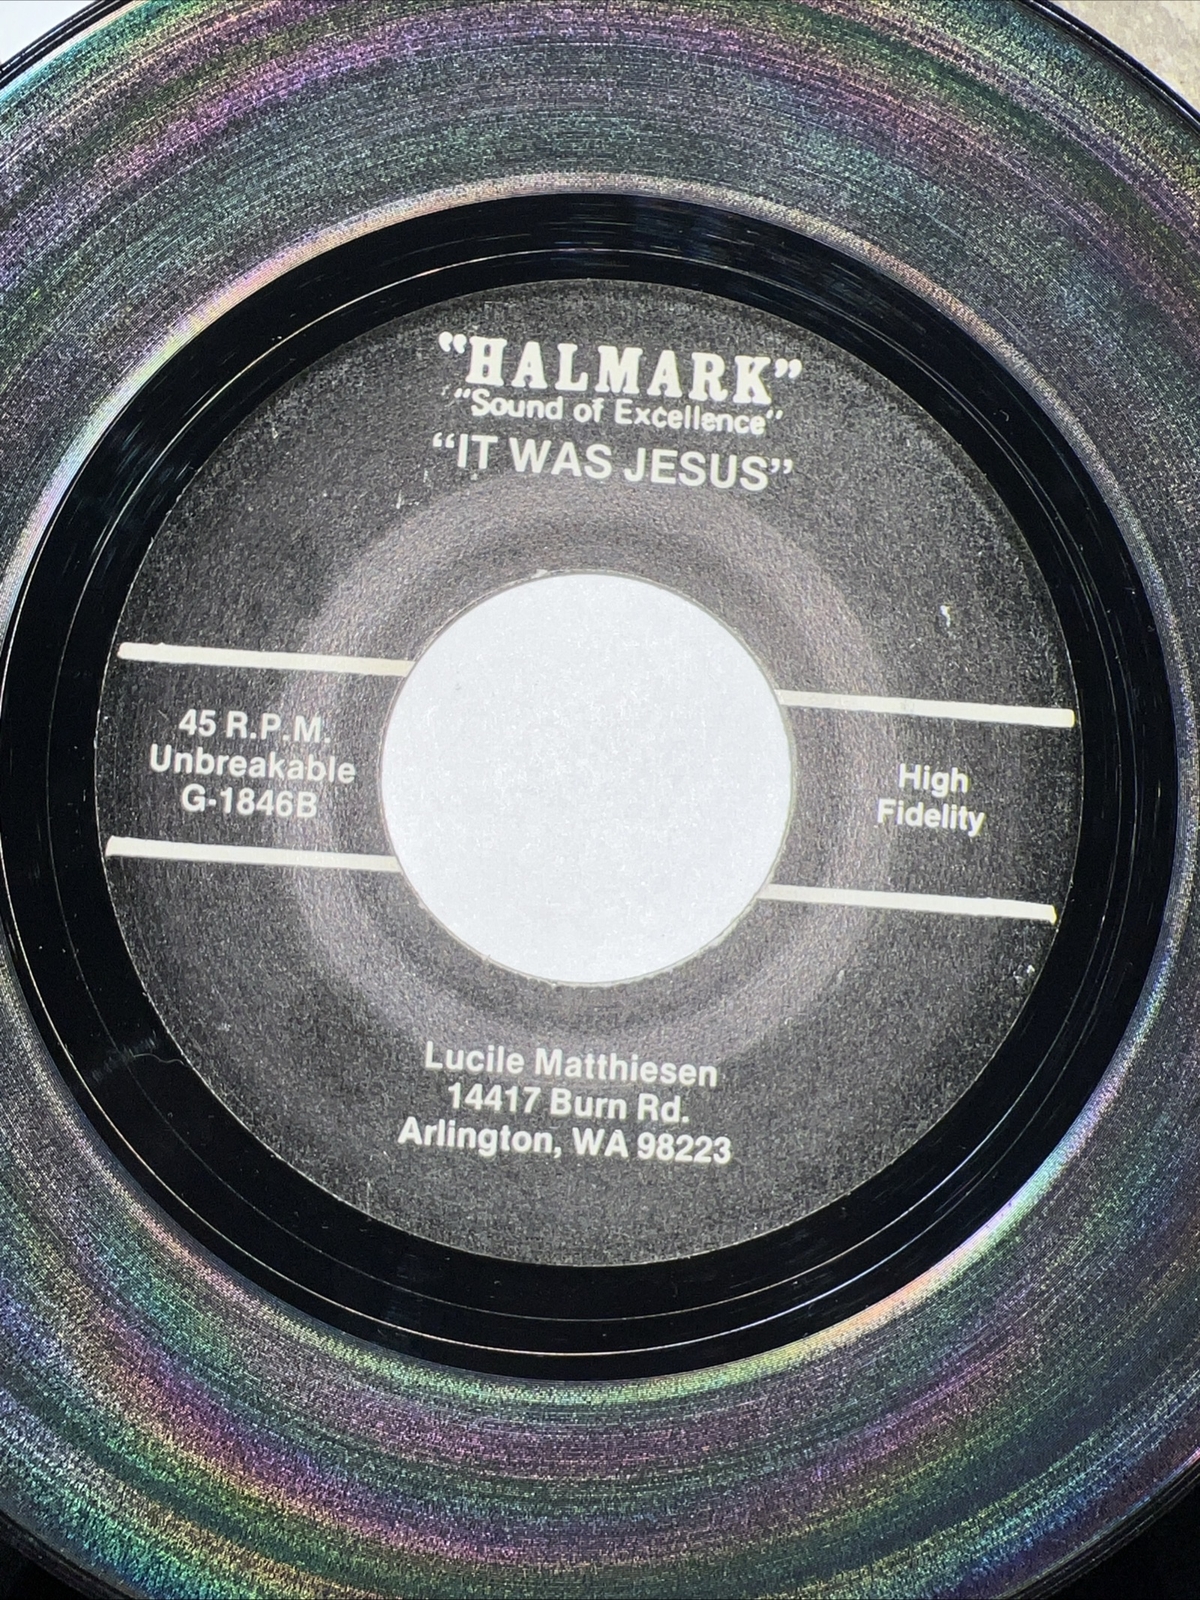 "HALMARK"
"Sound of Excellence"
"IT WAS JESUS"
45 R.P.M.
Unbreakable
G-1846B
High
Fidelity
Lucile Matthiesen
14417 Burn Rd.
Arlington, WA 98223